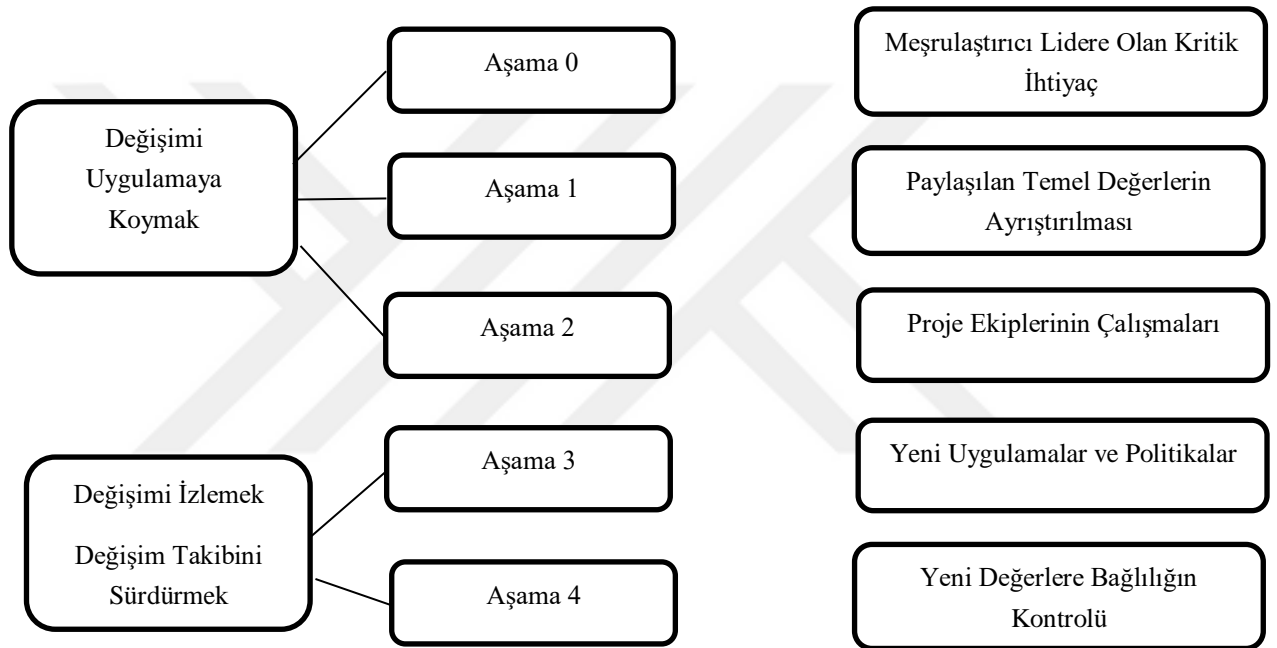 Değişimi
Uygulamaya
Koymak
Aşama 0
Meşrulaştırıcı Lidere Olan Kritik
İhtiyaç
Aşama 1
Paylaşılan Temel Değerlerin
Ayrıştırılması
Aşama 2
Proje Ekiplerinin Çalışmaları
Değişimi İzlemek
Değişim Takibini
Sürdürmek
Aşama 3
Yeni Uygulamalar ve Politikalar
Aşama 4
Yeni Değerlere Bağlılığın
Kontrolü